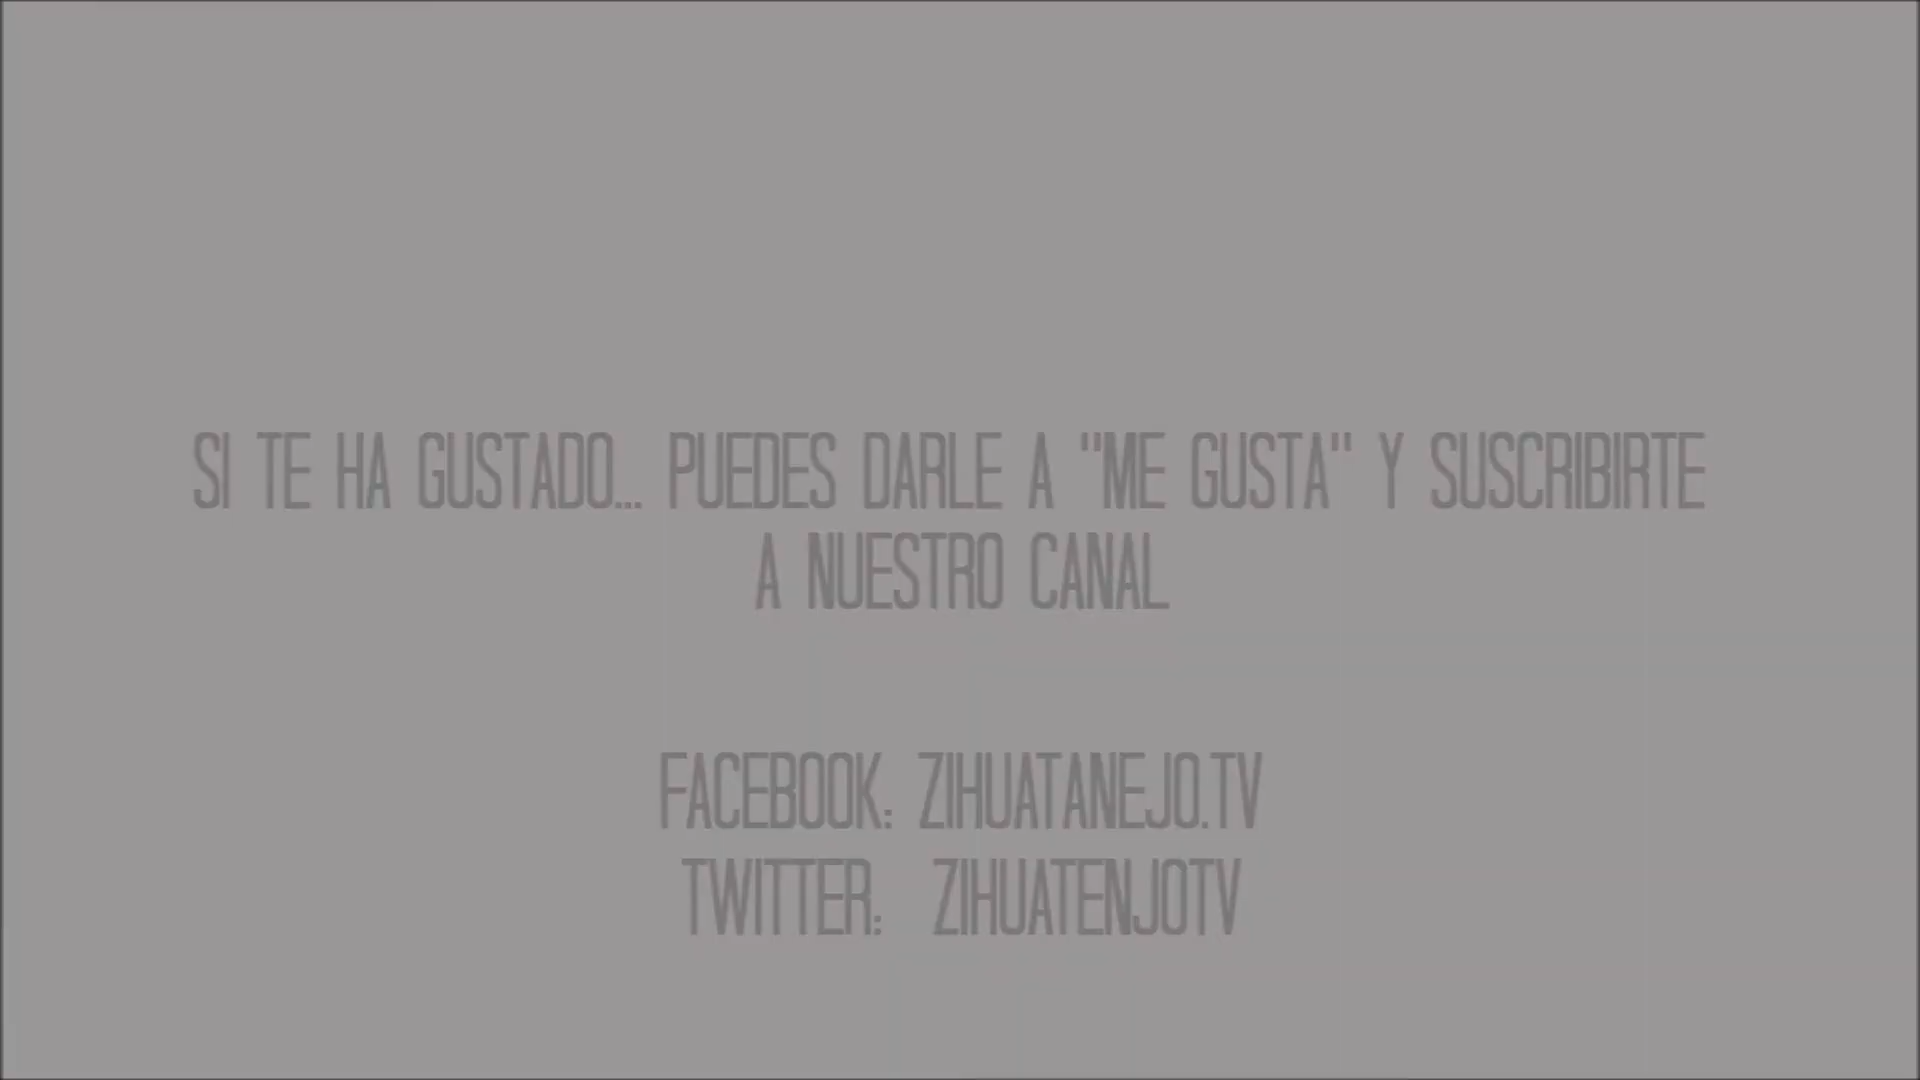 SI TE HA GUSTADO... PUEDES DARLE A "ME GUSTA" Y SUSCRIBIRTE
A NUESTRO CANAL
FACEBOOK: ZIHUATANEJO.TV
TWITTER: ZIHUATENJOTV